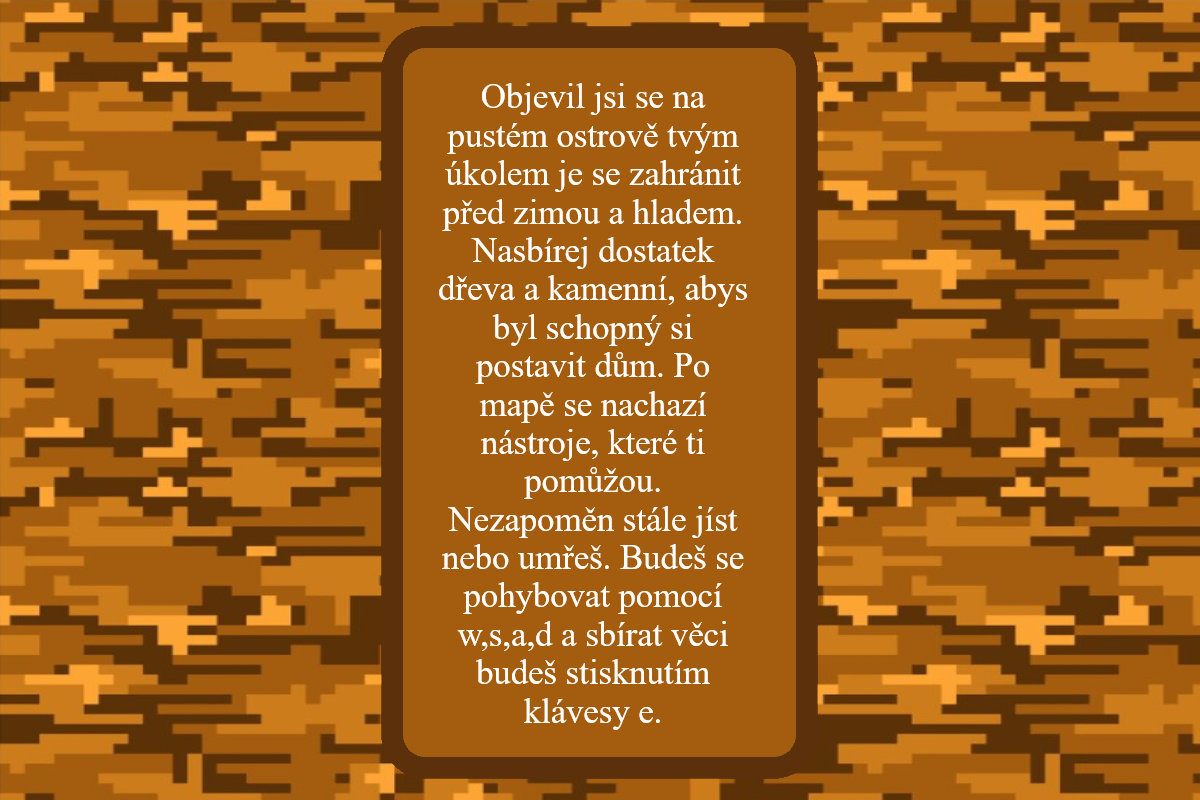 Objevil jsi se na
pustém ostrově tvým
úkolem je se zahránit
před zimou a hladem.
Nasbírej dostatek
dřeva a kamenní, abys
byl schopný si
postavit dům. Po
mapě se nachazí
nástroje, které ti
pomůžou.
Nezapoměn stále jíst
nebo umřeš. Budeš se
pohybovat pomocí
w,s,a,d a sbírat věci
budeš stisknutím
klávesy e.